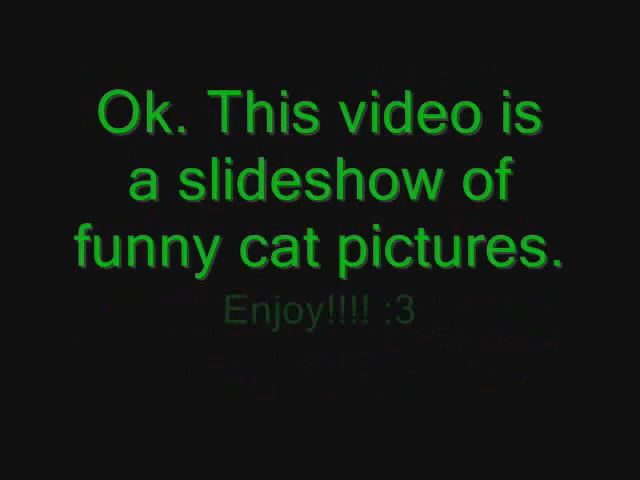 Ok. This video is
a slideshow of
funny cat pictures.
Enjoy!!!! :3